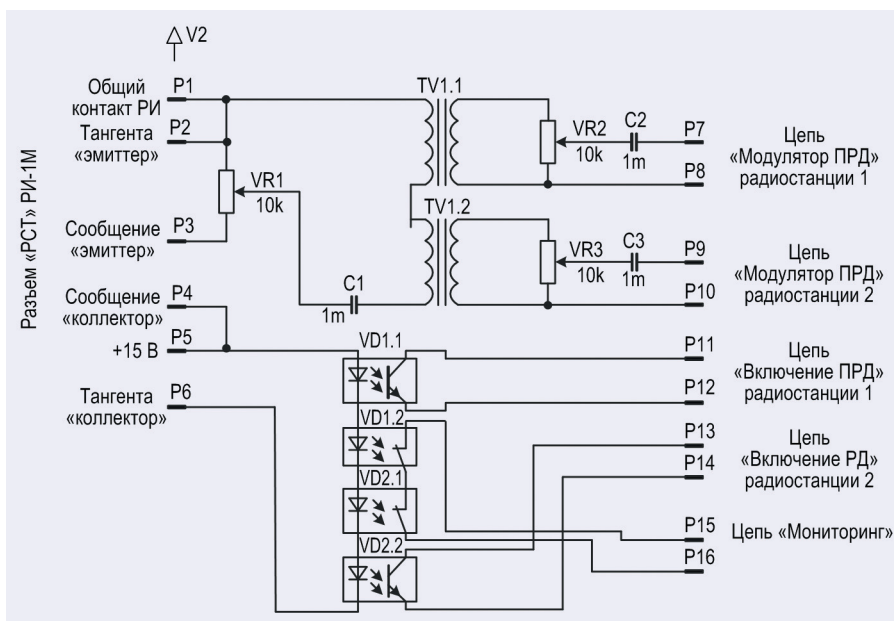 V2
Разъем «РСТ» РИ-1М
Общий
контакт РИ
P1
Тангента
«эмиттер»
P2
Сообщение
«эмиттер»
P3
Сообщение
«коллектор»
P4
+15 В
P5
Тангента
«коллектор»
P6
VR1
10k
C1
1m
TV1.1
TV1.2
VR2
10k
C2
1m
VR3
10k
C3
1m
VD1.1
VD1.2
VD2.1
VD2.2
P7
P8
Цепь
«Модулятор ПРД»
радиостанции 1
P9
P10
Цепь
«Модулятор ПРД»
радиостанции 2
P11
P12
Цепь
«Включение ПРД»
радиостанции 1
P13
P14
Цепь
«Включение РД»
радиостанции 2
P15
P16
Цепь «Мониторинг»